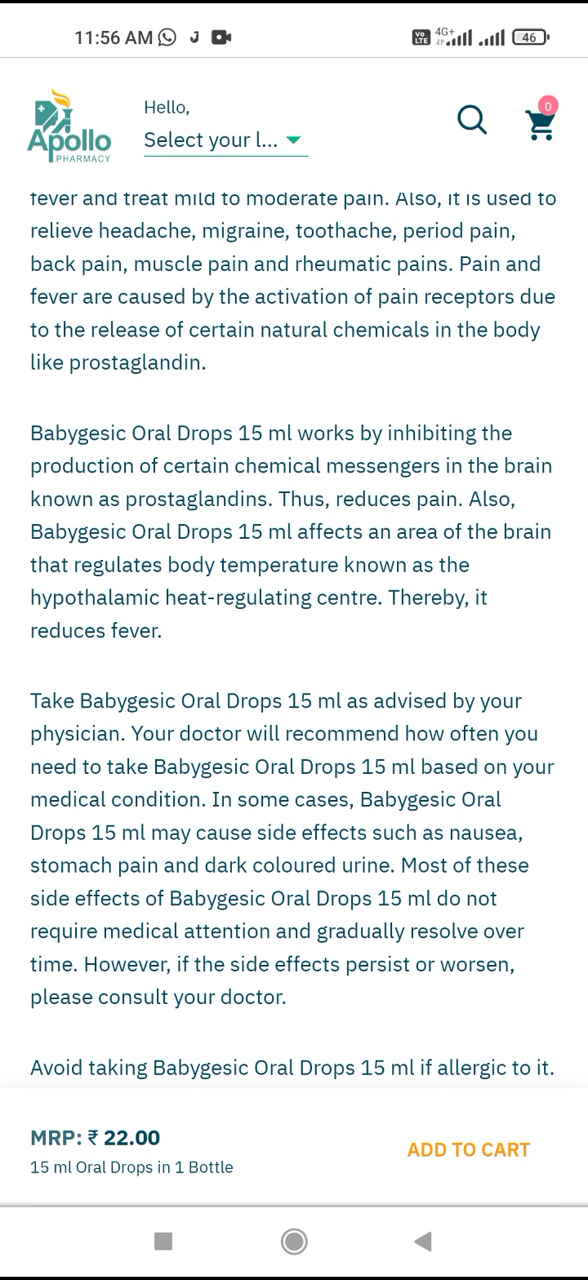 11:56 AM
Vo LTE 4G+ 46
Apollo
PHARMACY
Hello,
Select your l...
0
fever and treat mild to moderate pain. Also, it is used to
relieve headache, migraine, toothache, period pain,
back pain, muscle pain and rheumatic pains. Pain and
fever are caused by the activation of pain receptors due
to the release of certain natural chemicals in the body
like prostaglandin.
Babygesic Oral Drops 15 ml works by inhibiting the
production of certain chemical messengers in the brain
known as prostaglandins. Thus, reduces pain. Also,
Babygesic Oral Drops 15 ml affects an area of the brain
that regulates body temperature known as the
hypothalamic heat-regulating centre. Thereby, it
reduces fever.
Take Babygesic Oral Drops 15 ml as advised by your
physician. Your doctor will recommend how often you
need to take Babygesic Oral Drops 15 ml based on your
medical condition. In some cases, Babygesic Oral
Drops 15 ml may cause side effects such as nausea,
stomach pain and dark coloured urine. Most of these
side effects of Babygesic Oral Drops 15 ml do not
require medical attention and gradually resolve over
time. However, if the side effects persist or worsen,
please consult your doctor.
Avoid taking Babygesic Oral Drops 15 ml if allergic to it.
MRP: ₹ 22.00
15 ml Oral Drops in 1 Bottle
ADD TO CART